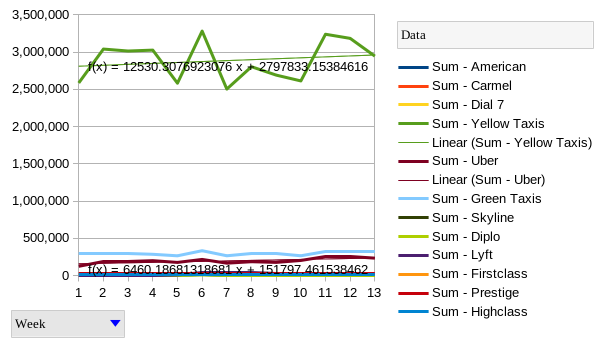 3,500,000
3,000,000
2,500,000
2,000,000
1,500,000
1,000,000
500,000
0
f(x) = 12530.3076923076 x + 2797833.15384616
f(x) = 6460.18681318681 x + 151797.461538462
1 2 3 4 5 6 7 8 9 10 11 12 13
Week
Data
Sum - American
Sum - Carmel
Sum - Dial 7
Sum - Yellow Taxis
Linear (Sum - Yellow Taxis)
Sum - Uber
Linear (Sum - Uber)
Sum - Green Taxis
Sum - Skyline
Sum - Diplo
Sum - Lyft
Sum - Firstclass
Sum - Prestige
Sum - Highclass